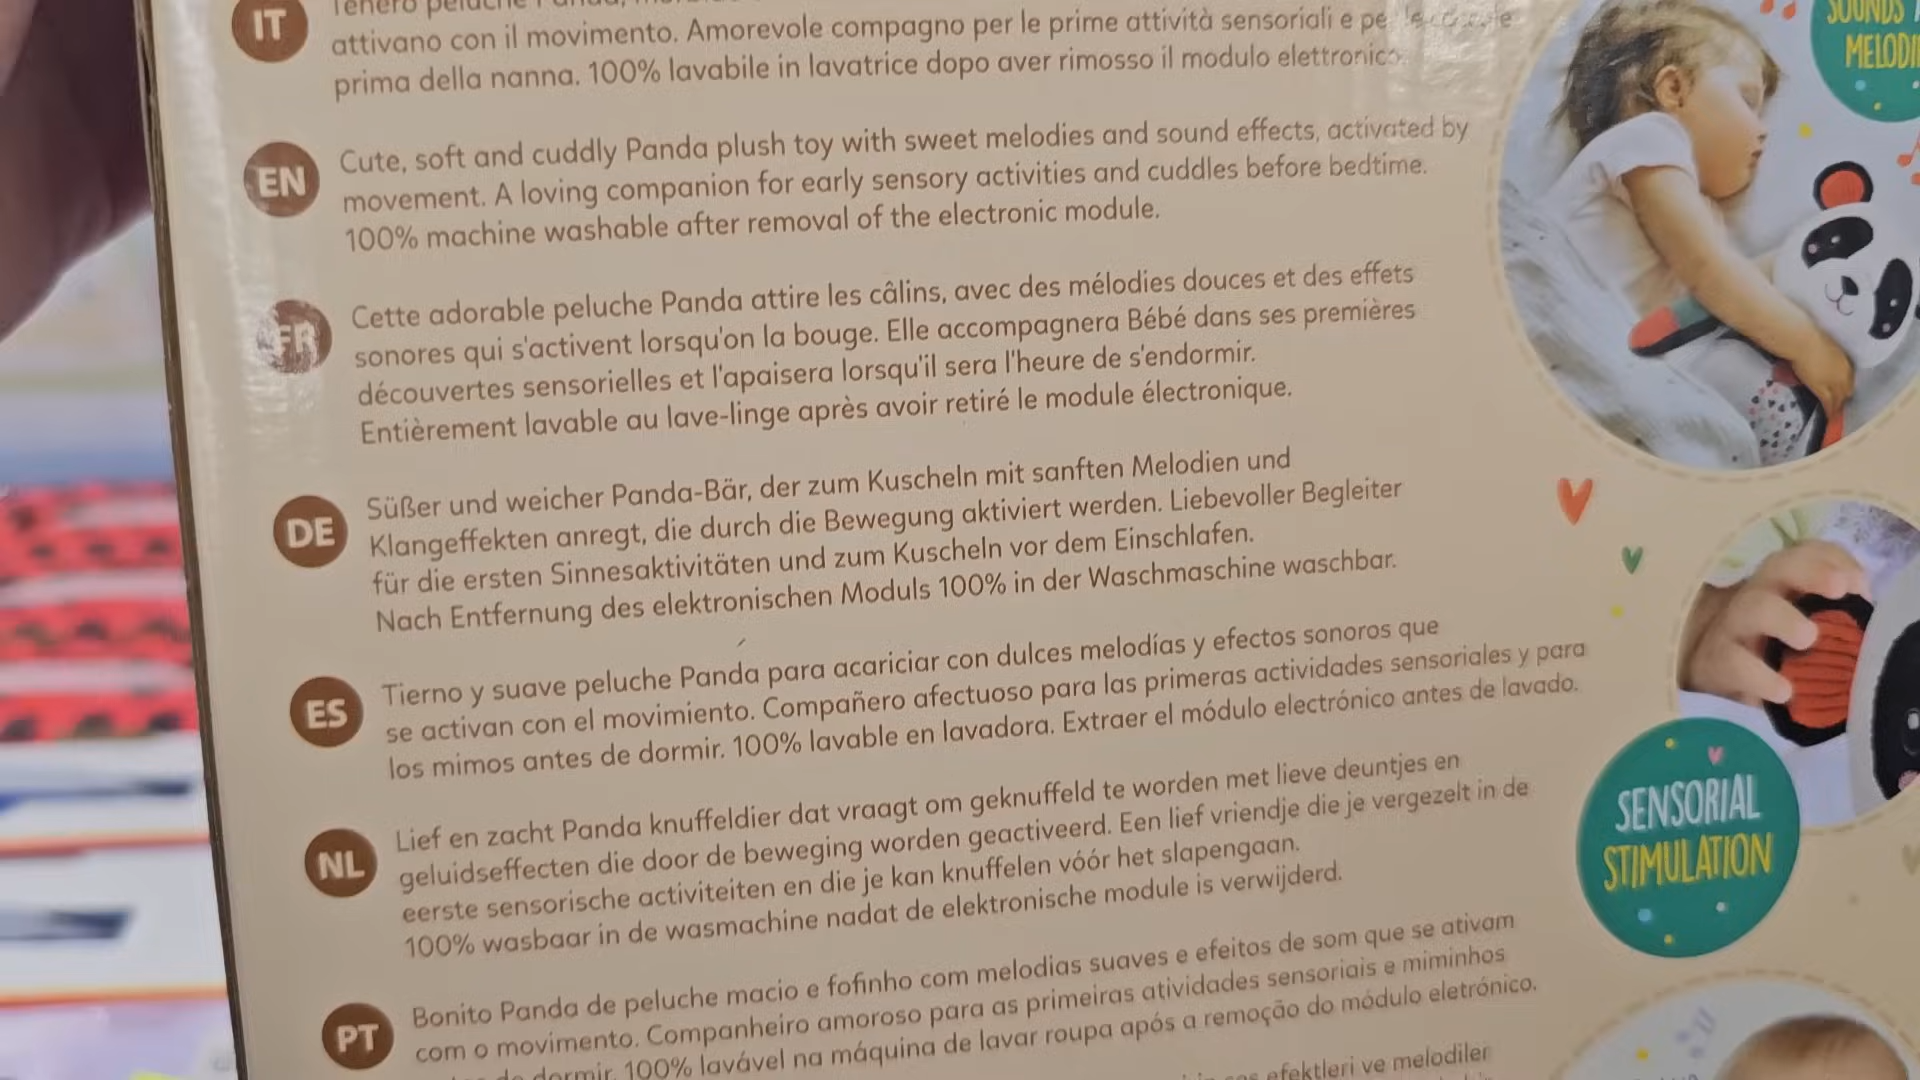 IT
attivano con il movimento. Amorevole compagno per le prime attività sensoriali e per le coccole
prima della nanna. 100% lavabile in lavatrice dopo aver rimosso il modulo elettronico.
EN
Cute, soft and cuddly Panda plush toy with sweet melodies and sound effects, activated by
movement. A loving companion for early sensory activities and cuddles before bedtime.
100% machine washable after removal of the electronic module.
FR
Cette adorable peluche Panda attire les câlins, avec des mélodies douces et des effets
sonores qui s'activent lorsqu'on la bouge. Elle accompagnera Bébé dans ses premières
découvertes sensorielles et l'apaisera lorsqu'il sera l'heure de s'endormir.
Entièrement lavable au lave-linge après avoir retiré le module électronique.
DE
Süßer und weicher Panda-Bär, der zum Kuscheln mit sanften Melodien und
Klangeffekten anregt, die durch die Bewegung aktiviert werden. Liebevoller Begleiter
für die ersten Sinnesaktivitäten und zum Kuscheln vor dem Einschlafen.
Nach Entfernung des elektronischen Moduls 100% in der Waschmaschine waschbar.
ES
Tierno y suave peluche Panda para acariciar con dulces melodías y efectos sonoros que
se activan con el movimiento. Compañero afectuoso para las primeras actividades sensoriales y para
los mimos antes de dormir. 100% lavable en lavadora. Extraer el módulo electrónico antes de lavado.
NL
Lief en zacht Panda knuffeldier dat vraagt om geknuffeld te worden met lieve deuntjes en
geluidseffecten die door de beweging worden geactiveerd. Een lief vriendje die je vergezelt in de
eerste sensorische activiteiten en die je kan knuffelen vóór het slapengaan.
100% wasbaar in de wasmachine nadat de elektronische module is verwijderd.
PT
Bonito Panda de peluche macio e fofinho com melodias suaves e efeitos de som que se ativam
com o movimento. Companheiro amoroso para as primeiras atividades sensoriais e miminhos
dormir. 100% lavável na máquina de lavar roupa após a remoção do módulo eletrónico.
efektleri ve melodiler
SOUNDS
SENSORIAL
STIMULATION